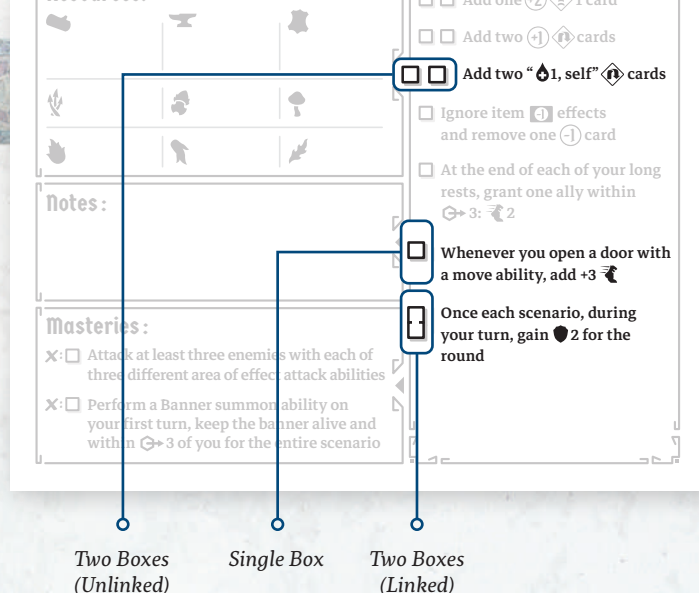 Add one +2 1 card
Add two +1 cards
Add two “ 1, self” cards
Ignore item -1 effects
and remove one -1 card
At the end of each of your long
rests, grant one ally within
3: 2
Whenever you open a door with
a move ability, add +3
Once each scenario, during
your turn, gain 2 for the
round
Notes:
Masteries:
: Attack at least three enemies with each of
three different area of effect attack abilities
: Perform a Banner summon ability on
your first turn, keep the banner alive and
within 3 of you for the entire scenario
Two Boxes
(Unlinked)
Single Box
Two Boxes
(Linked)